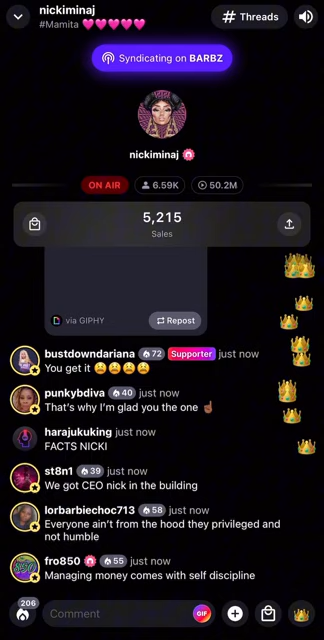 nickiminaj
#Mamita 💗💗💗💗💗
# Threads
Syndicating on BARBZ
nickiminaj
ON AIR 6.59K 50.2M
5,215
Sales
via GIPHY Repost
bustdowndariana 72 Supporter just now
You get it 😫😫😫😫
punkybdiva 40 just now
That's why I'm glad you the one ☝🏾
harajukuking just now
FACTS NICKI
st8n1 39 just now
We got CEO nick in the building
lorbarbiechoc713 58 just now
Everyone ain't from the hood they privileged and
not humble
fro850 55 just now
Managing money comes with self discipline
206
Comment GIF